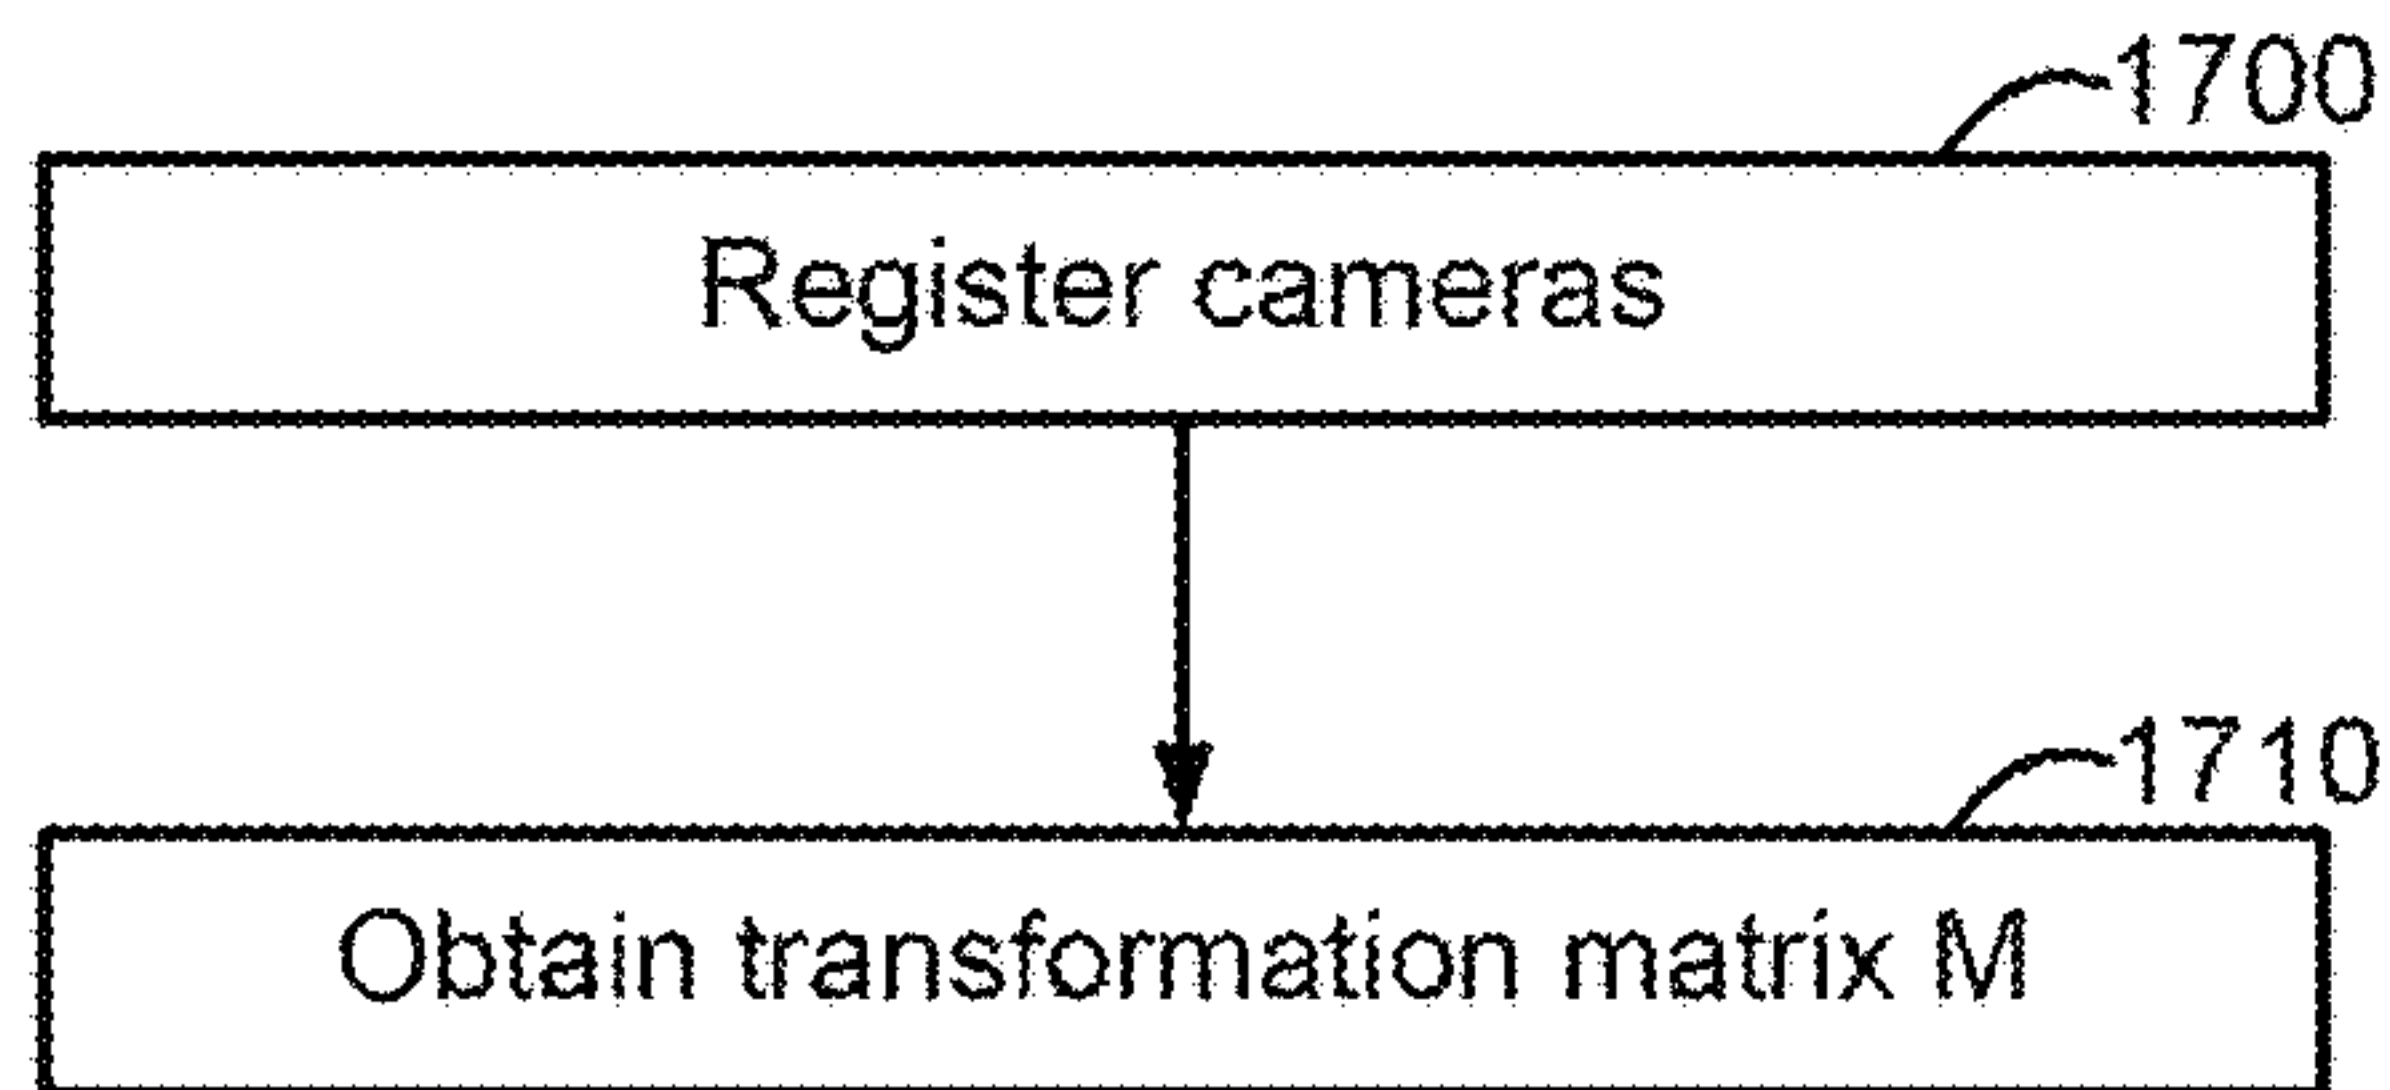 1700
Register cameras
1710
Obtain transformation matrix M